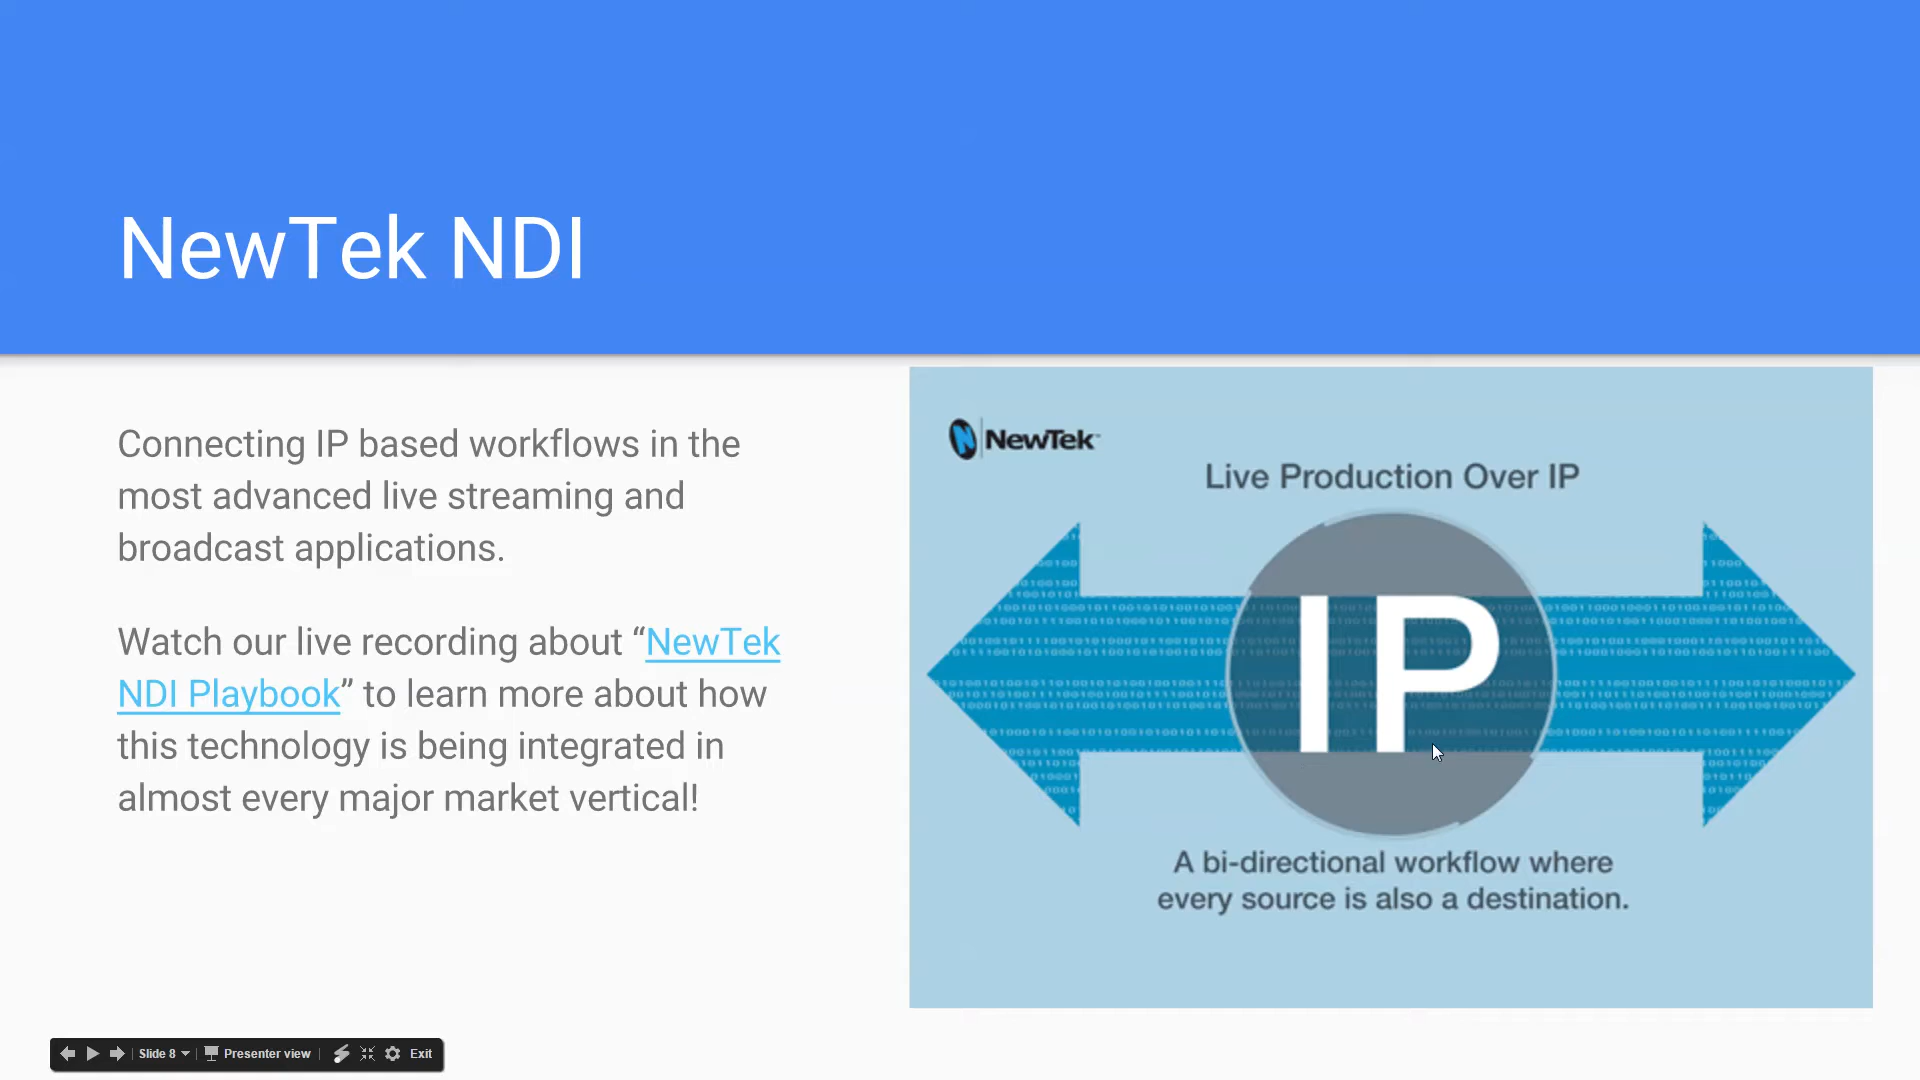 NewTek NDI
Connecting IP based workflows in the
most advanced live streaming and
broadcast applications.
Watch our live recording about “NewTek
NDI Playbook” to learn more about how
this technology is being integrated in
almost every major market vertical!
NewTek
Live Production Over IP
IP
A bi-directional workflow where
every source is also a destination.
Slide 8
Presenter view
Exit